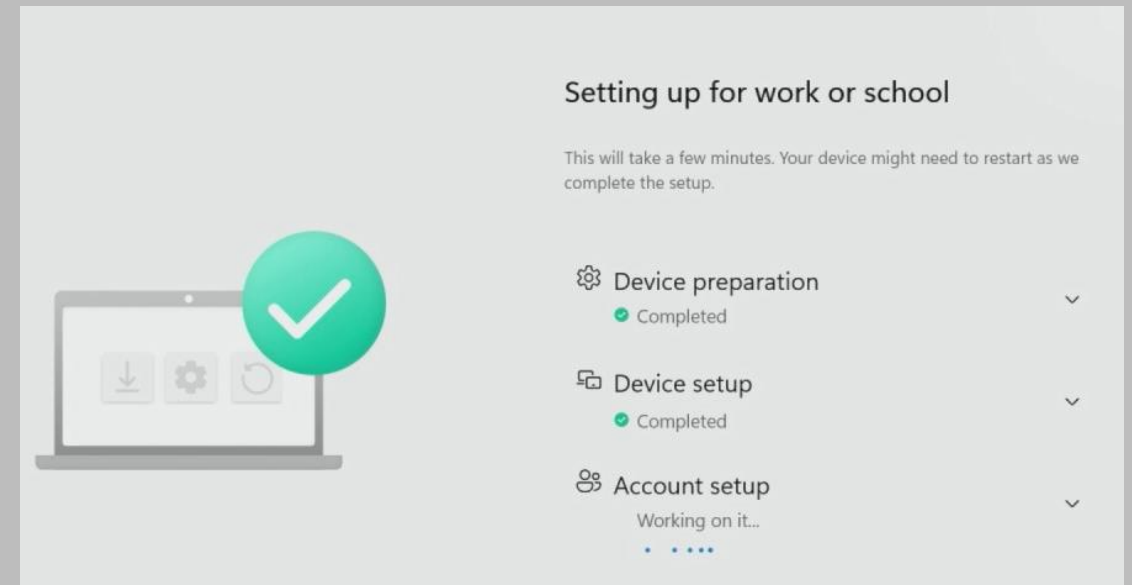 Setting up for work or school
This will take a few minutes. Your device might need to restart as we
complete the setup.
Device preparation
Completed
Device setup
Completed
Account setup
Working on it...